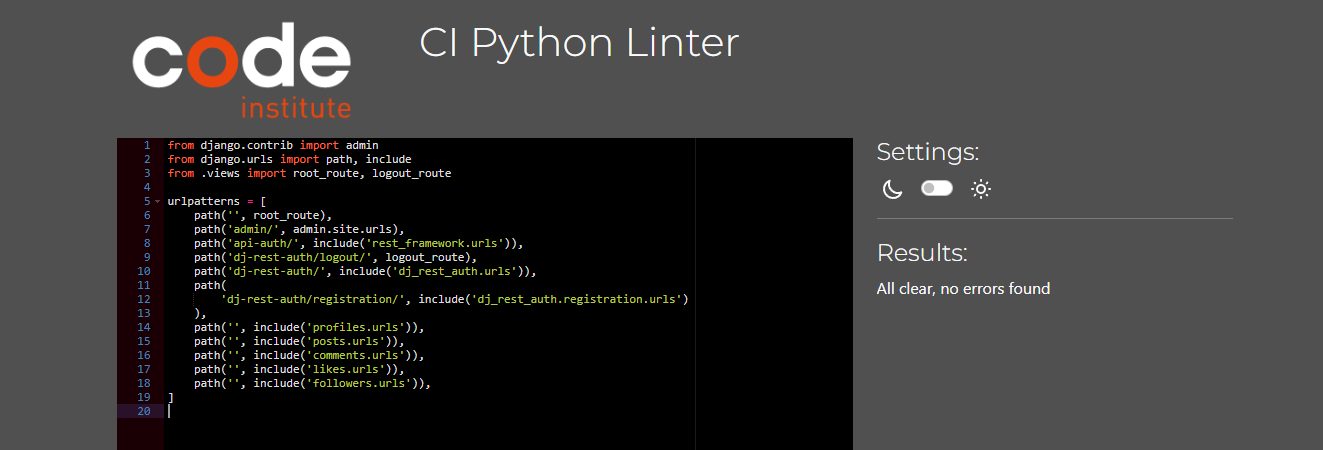 code
institute
CI Python Linter
1 from django.contrib import admin
2 from django.urls import path, include
3 from .views import root_route, logout_route
4
5 urlpatterns = [
6     path('', root_route),
7     path('admin/', admin.site.urls),
8     path('api-auth/', include('rest_framework.urls')),
9     path('dj-rest-auth/logout/', logout_route),
10     path('dj-rest-auth/', include('dj_rest_auth.urls')),
11     path(
12         'dj-rest-auth/registration/', include('dj_rest_auth.registration.urls')
13     ),
14     path('', include('profiles.urls')),
15     path('', include('posts.urls')),
16     path('', include('comments.urls')),
17     path('', include('likes.urls')),
18     path('', include('followers.urls')),
19 ]
20
Settings:
Results:
All clear, no errors found